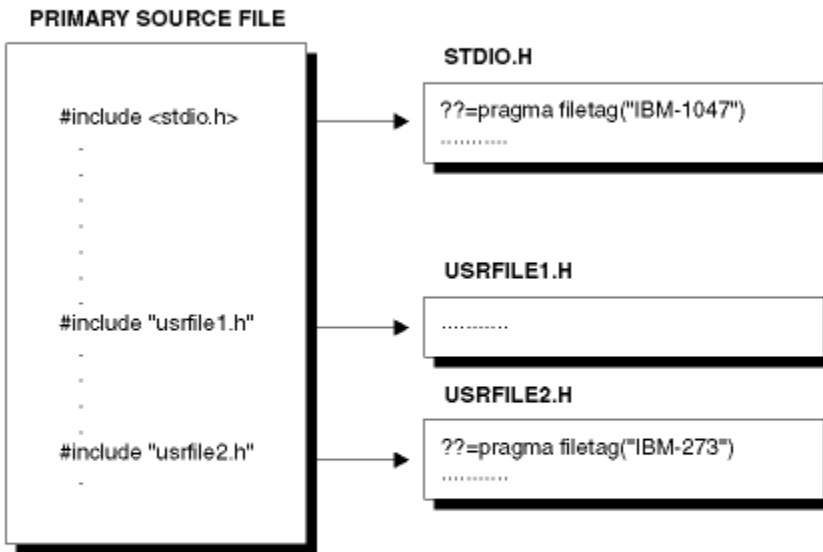 PRIMARY SOURCE FILE
#include <stdio.h>
.
.
.
.
.
.
.
#include "usrfile1.h"
.
.
.
.
#include "usrfile2.h"
.
STDIO.H
??=pragma filetag("IBM-1047")
...........
USRFILE1.H
...........
USRFILE2.H
??=pragma filetag("IBM-273")
...........